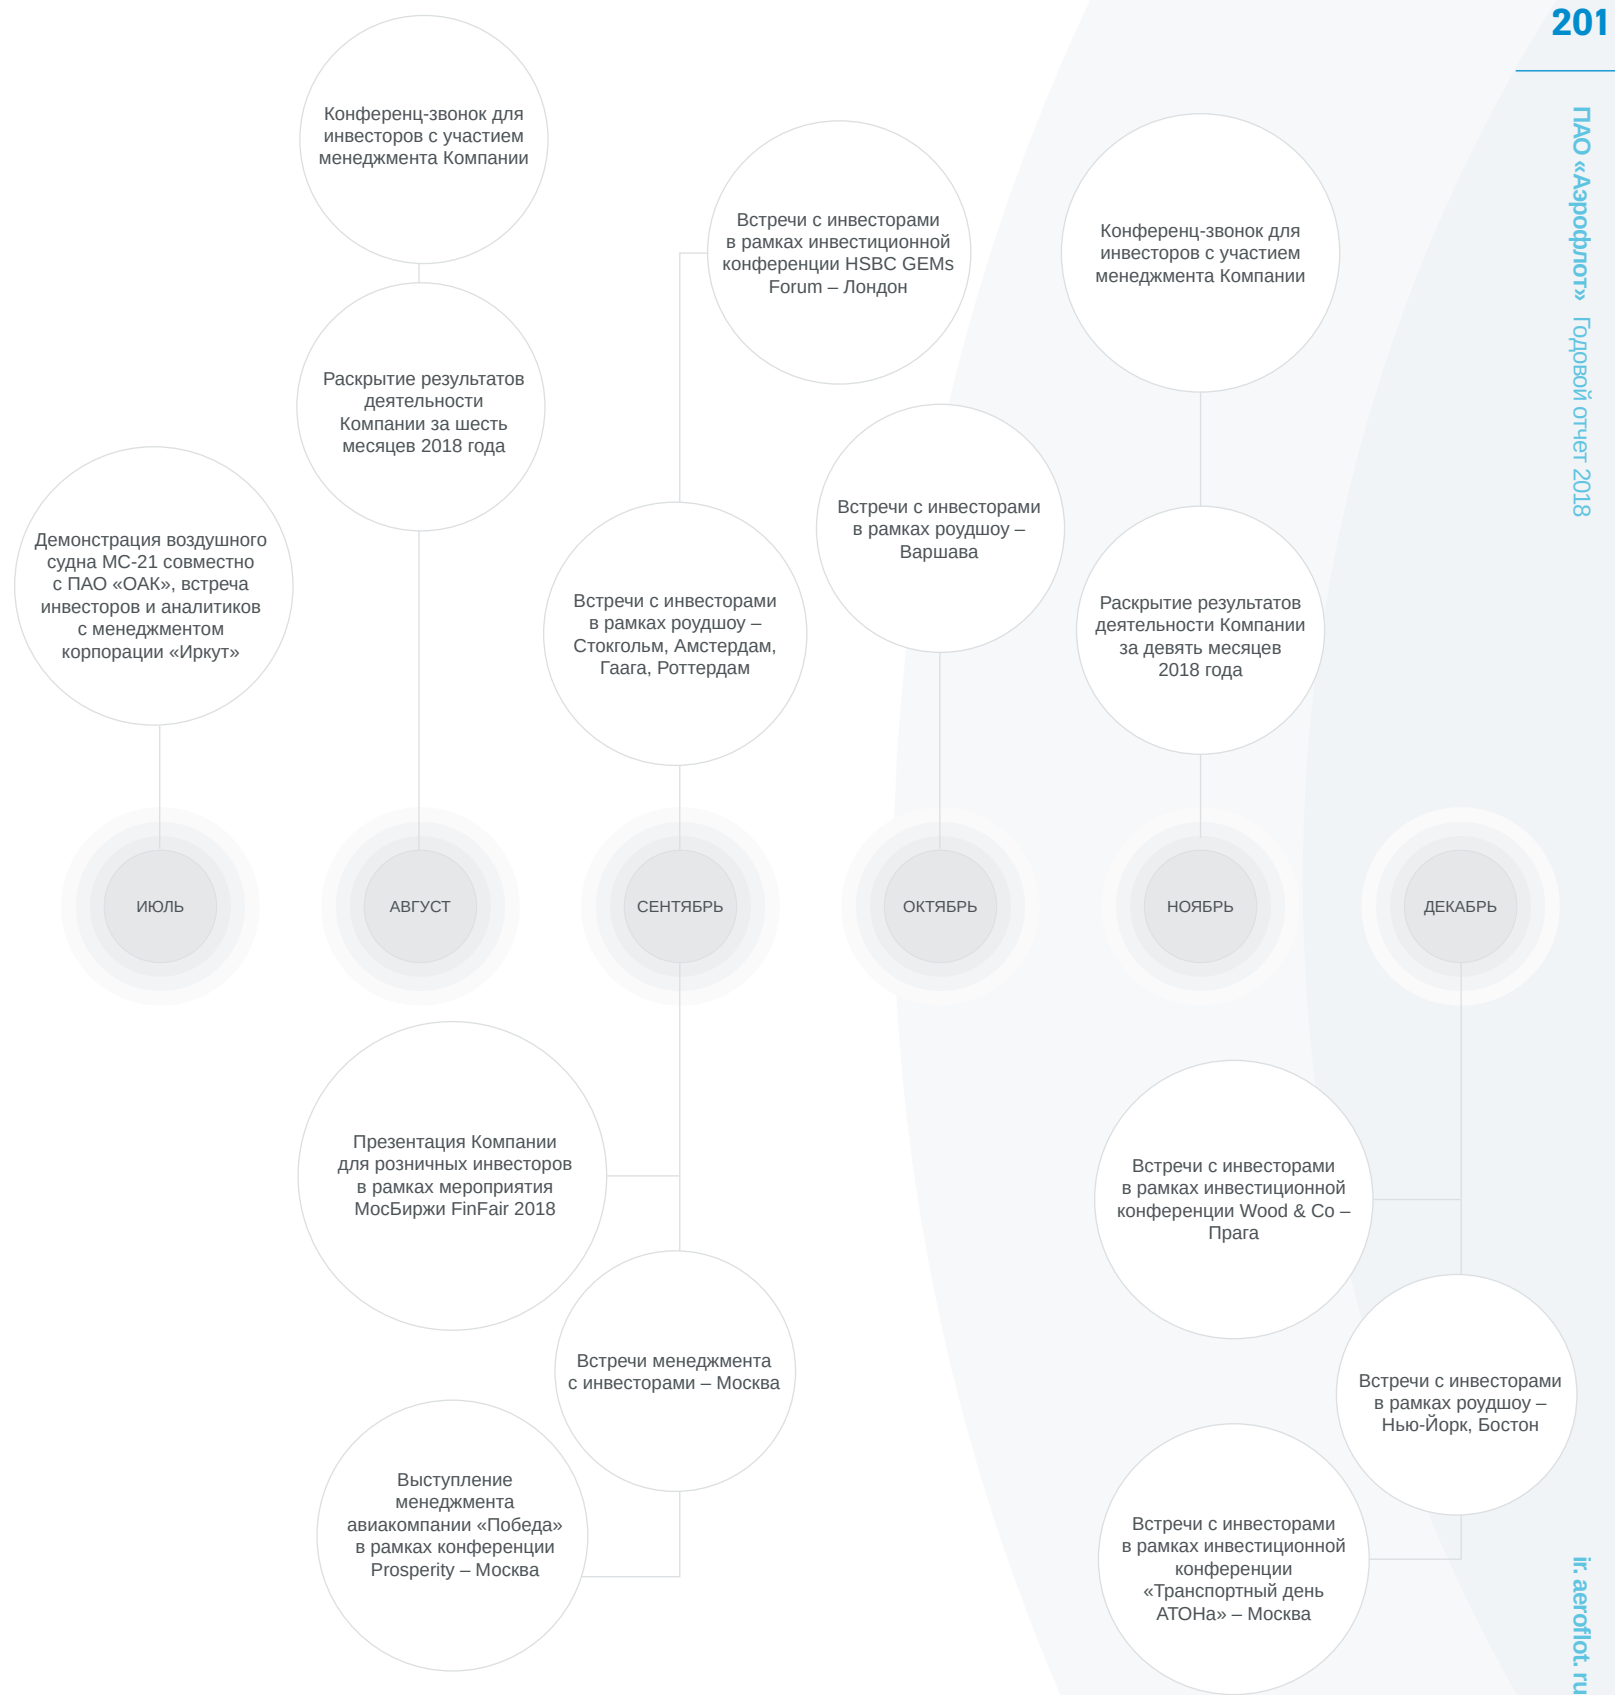 201
ПАО «Аэрофлот» Годовой отчет 2018
Конференц-звонок для
инвесторов с участием
менеджмента Компании
Раскрытие результатов
деятельности
Компании за шесть
месяцев 2018 года
Демонстрация воздушного
судна МС-21 совместно
с ПАО «ОАК», встреча
инвесторов и аналитиков
с менеджментом
корпорации «Иркут»
Встречи с инвесторами
в рамках инвестиционной
конференции HSBC GEMs
Forum – Лондон
Встречи с инвесторами
в рамках роудшоу –
Стокгольм, Амстердам,
Гаага, Роттердам
Встречи с инвесторами
в рамках роудшоу –
Варшава
Конференц-звонок для
инвесторов с участием
менеджмента Компании
Раскрытие результатов
деятельности Компании
за девять месяцев
2018 года
ИЮЛЬ
АВГУСТ
СЕНТЯБРЬ
ОКТЯБРЬ
НОЯБРЬ
ДЕКАБРЬ
Презентация Компании
для розничных инвесторов
в рамках мероприятия
МосБиржи FinFair 2018
Встречи менеджмента
с инвесторами – Москва
Выступление
менеджмента
авиакомпании «Победа»
в рамках конференции
Prosperity – Москва
Встречи с инвесторами
в рамках инвестиционной
конференции Wood & Co –
Прага
Встречи с инвесторами
в рамках роудшоу –
Нью-Йорк, Бостон
Встречи с инвесторами
в рамках инвестиционной
конференции
«Транспортный день
АТОНа» – Москва
ir. aeroflot. ru